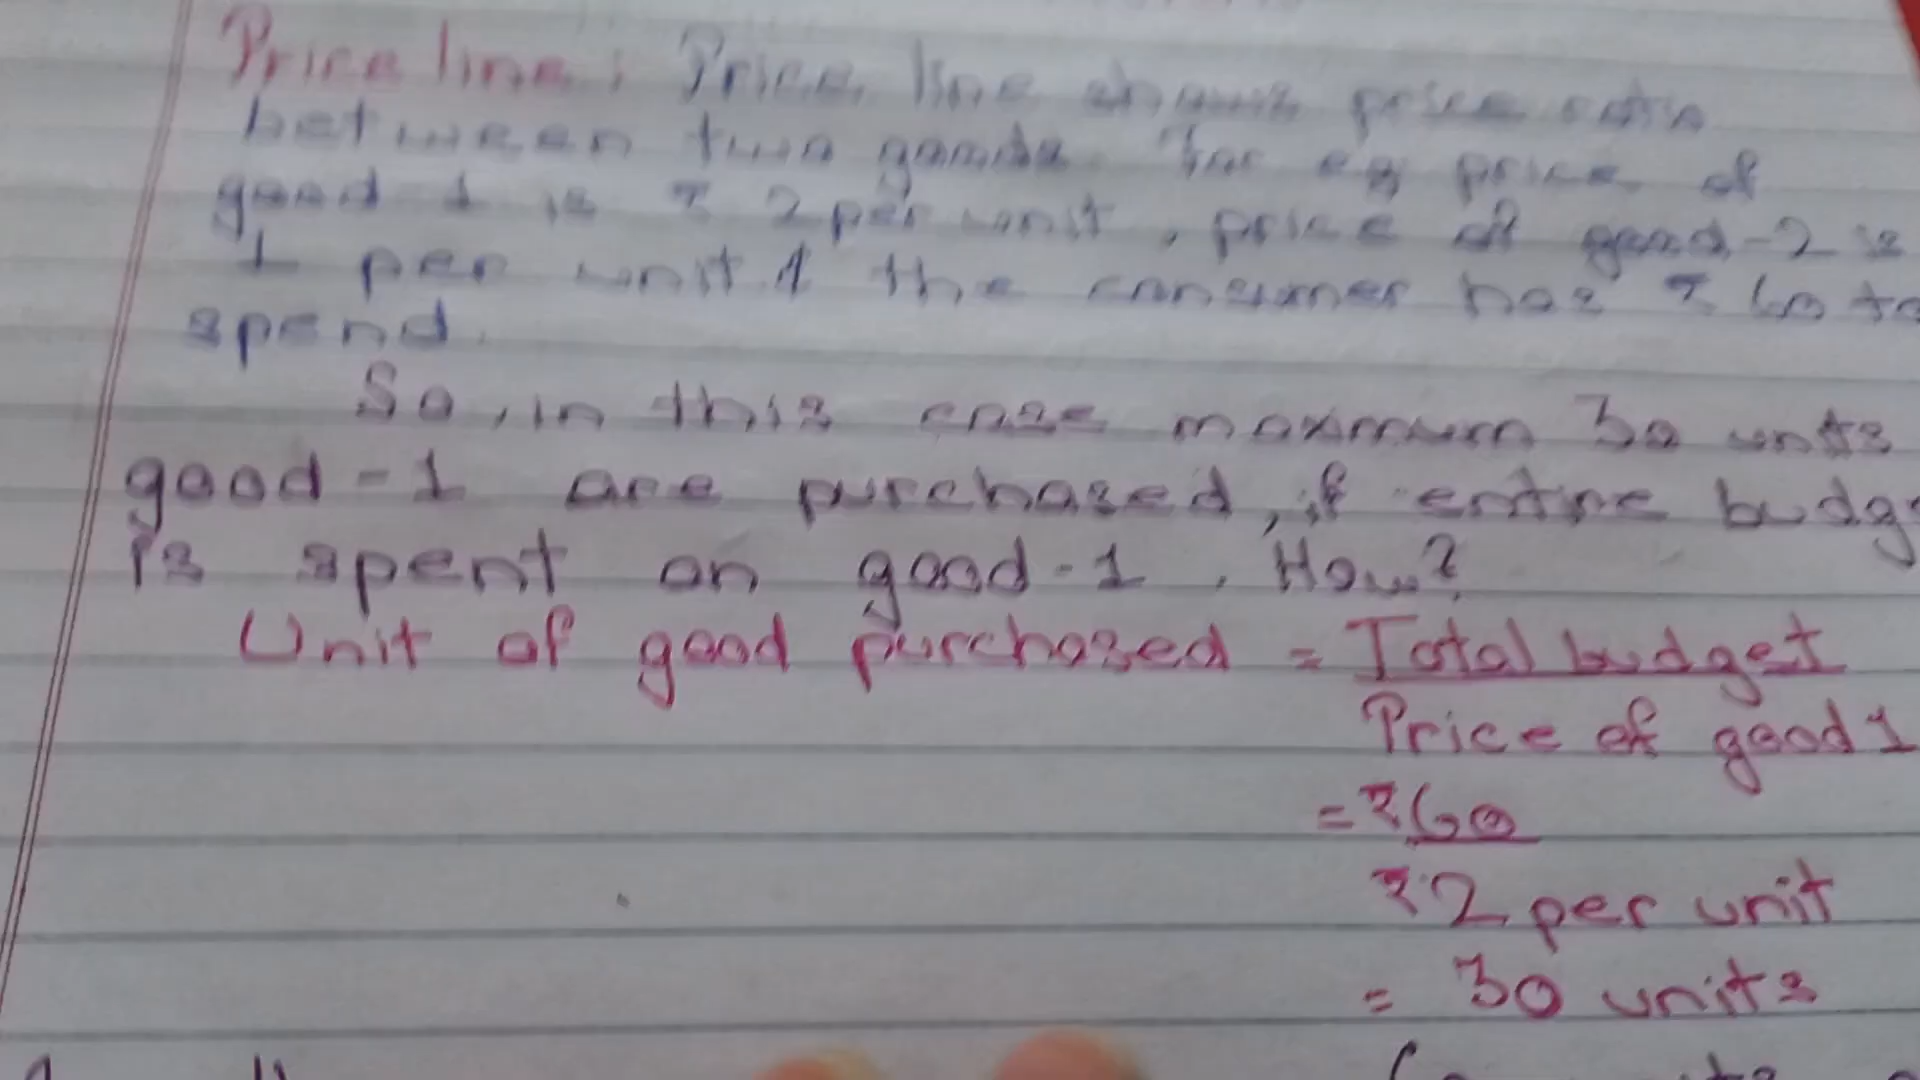 Price line : Price line shows price ratio
between two goods. For eg price of
good 1 is ₹ 2 per unit, price of good-2 is
1 per unit & the consumer has ₹ 60 to
spend.
So, in this case maximum 30 units
good-1 are purchased, if entire budg
is spent on good-1. How?
Unit of good purchased = Total budget
Price of good 1
= ₹60
₹2 per unit
= 30 units